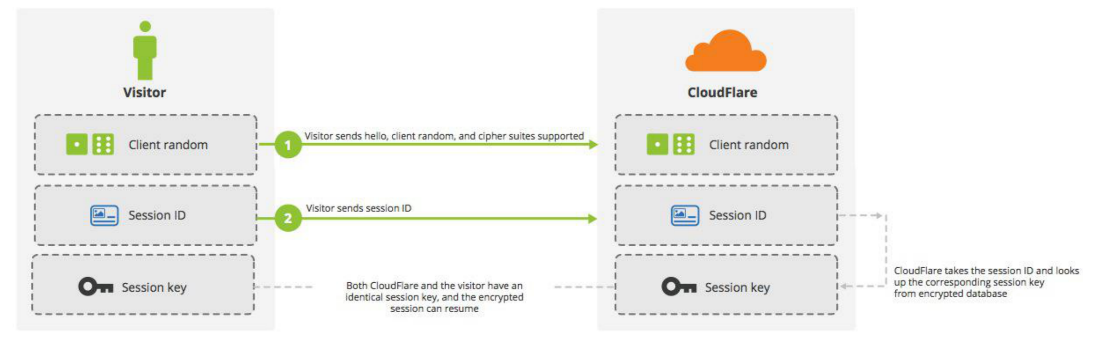 Visitor
CloudFlare
Client random
1
Visitor sends hello, client random, and cipher suites supported
Client random
Session ID
2
Visitor sends session ID
Session ID
Session key
Both CloudFlare and the visitor have an
identical session key, and the encrypted
session can resume
Session key
CloudFlare takes the session ID and looks
up the corresponding session key
from encrypted database